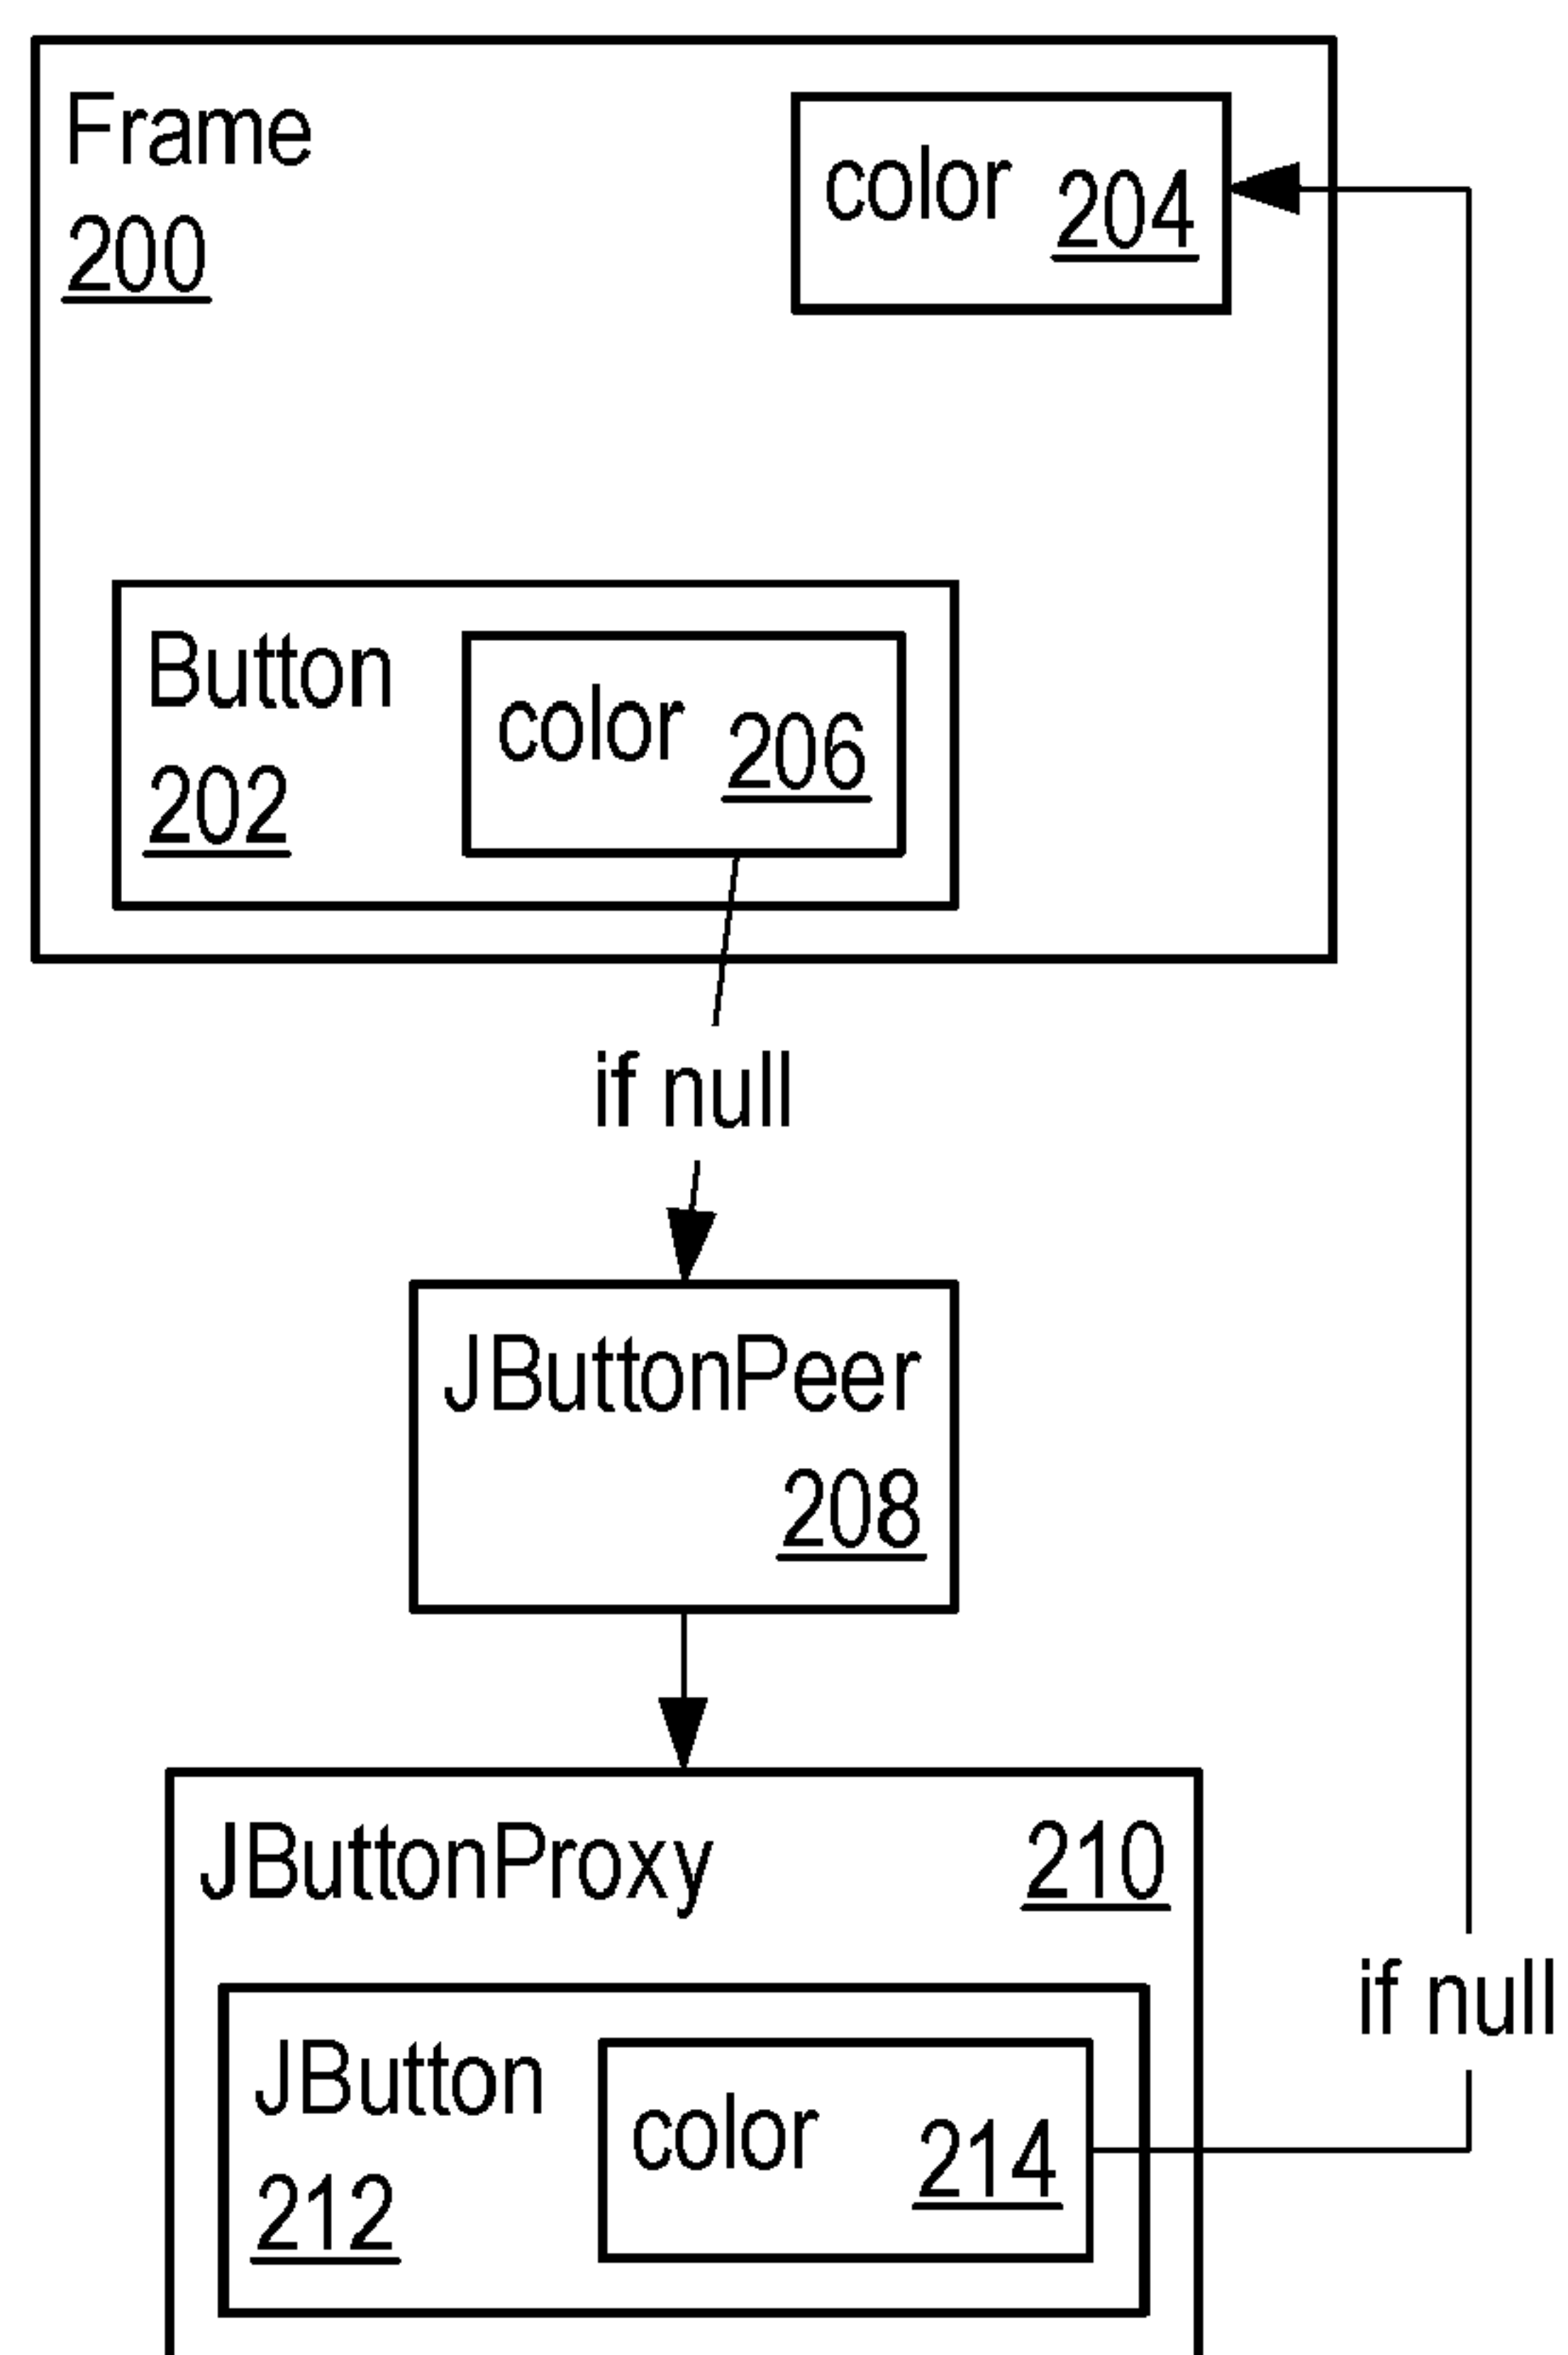 Frame
200
color 204
Button
202
color 206
if null
JButtonPeer
208
JButtonProxy 210
if null
JButton
212
color 214